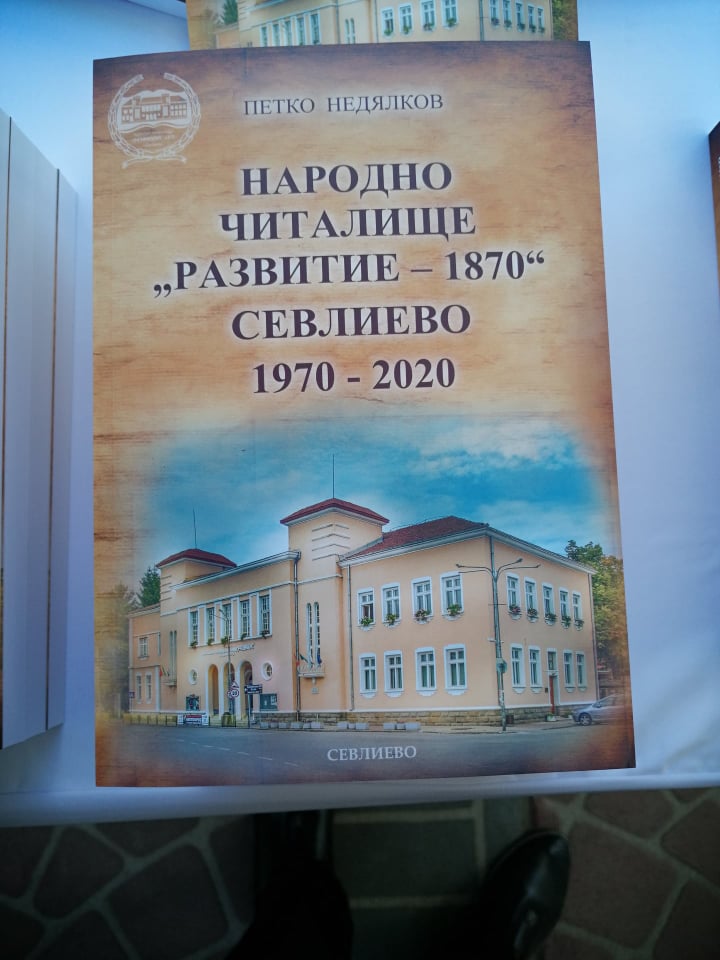 ПЕТКО НЕДЯЛКОВ
НАРОДНО
ЧИТАЛИЩЕ
„РАЗВИТИЕ – 1870“
СЕВЛИЕВО
1970 - 2020
СЕВЛИЕВО